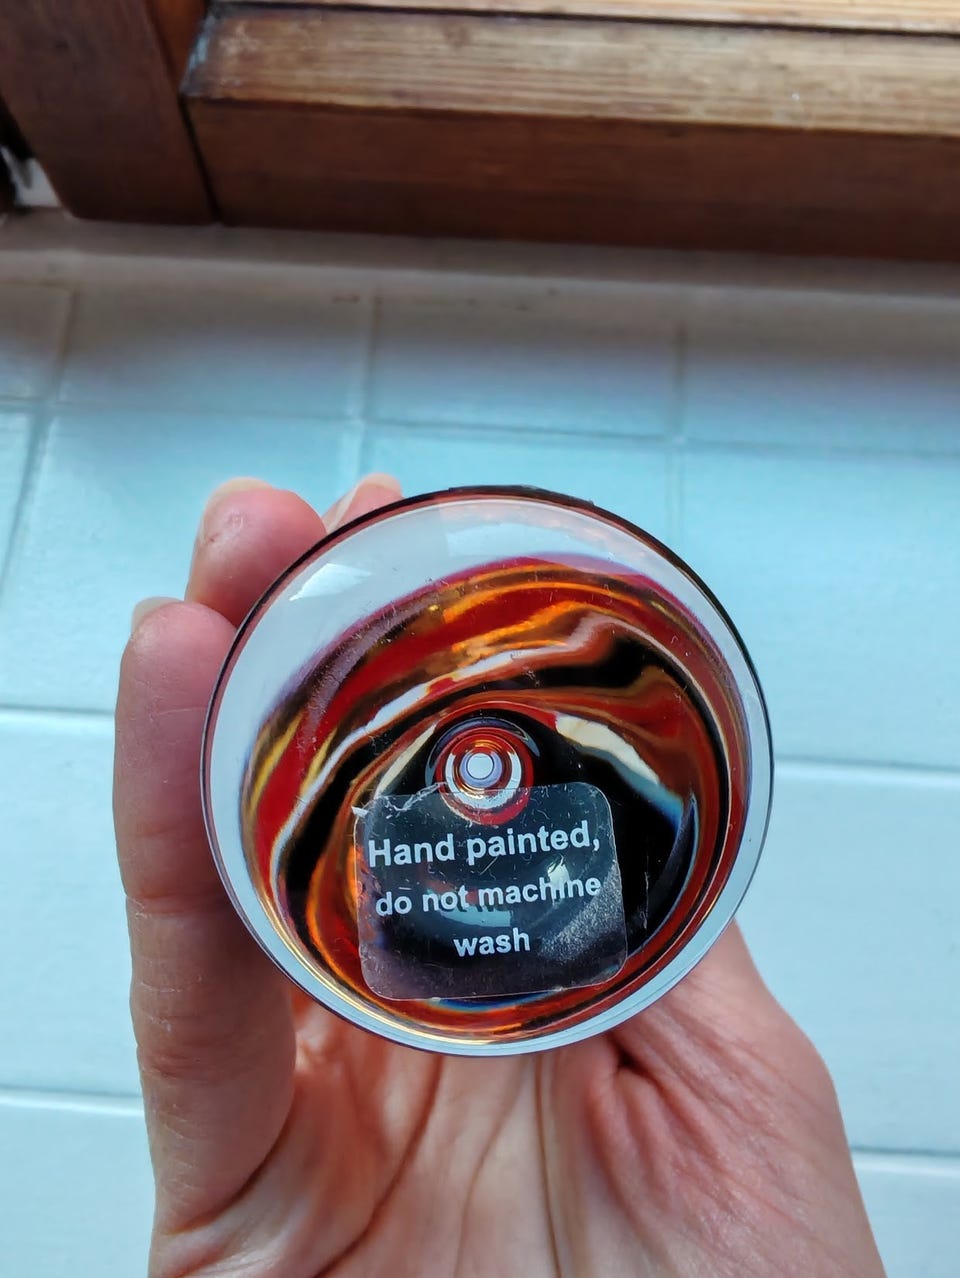 Hand painted,
do not machine
wash